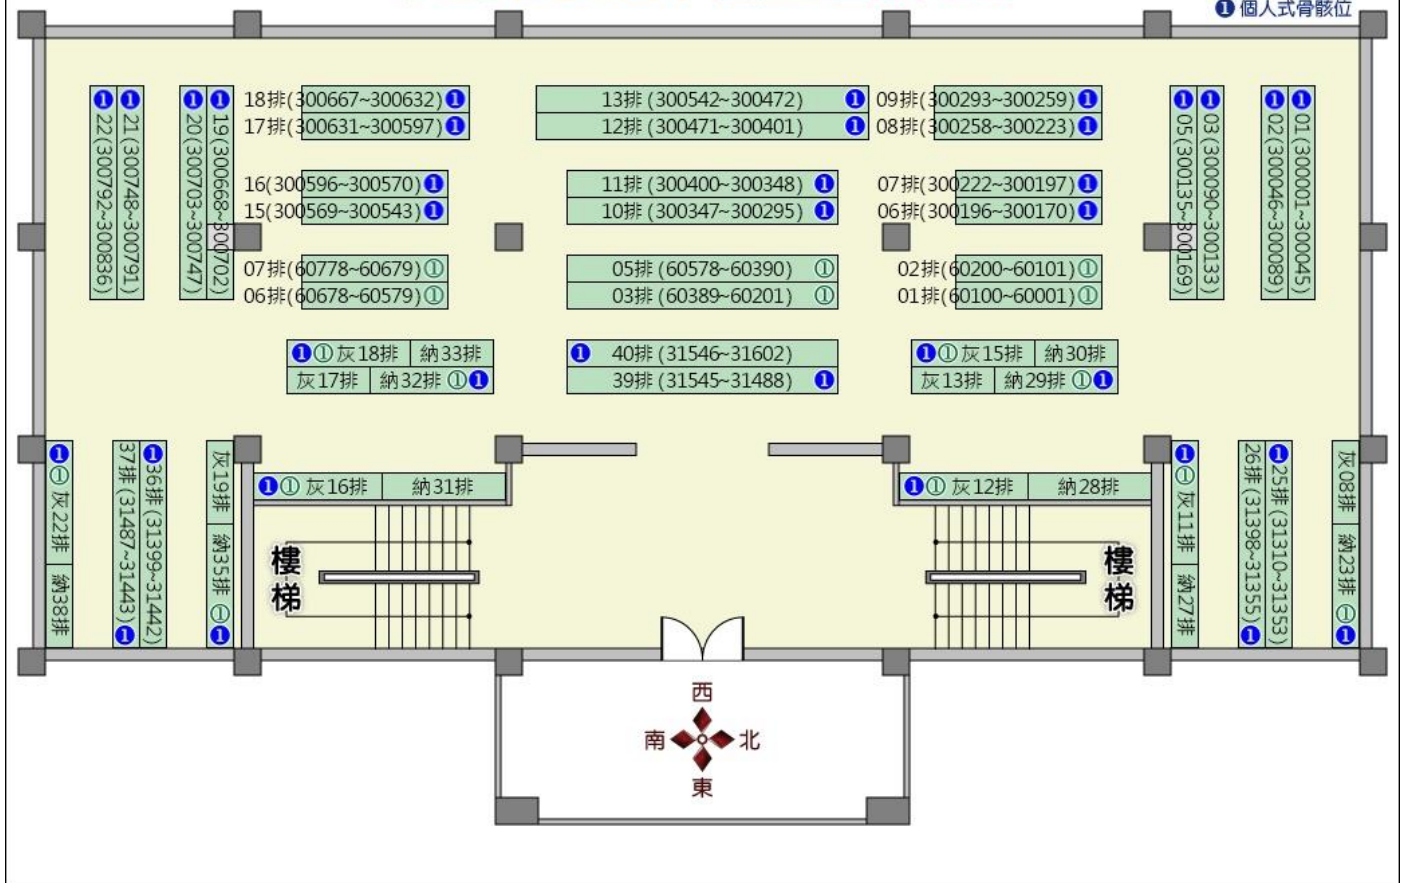 ❶ 個人式骨骸位
❶ 22(300792~300836)
❶ 21(300748~300791)
❶ 20(300703~300747)
❶ 19(300668~300702)
18排(300667~300632)❶
17排(300631~300597)❶
13排 (300542~300472) ❶
12排 (300471~300401) ❶
09排(300293~300259)❶
08排(300258~300223)❶
❶ 05(300135~300169)
❶ 03(300090~300133)
❶ 02(300046~300089)
❶ 01(300001~300045)
16(300596~300570)❶
15(300569~300543)❶
11排 (300400~300348) ❶
10排 (300347~300295) ❶
07排(300222~300197)❶
06排(300196~300170)❶
07排(60778~60679)①
06排(60678~60579)①
05排 (60578~60390) ①
03排 (60389~60201) ①
02排(60200~60101)①
01排(60100~60001)①
❶①灰18排 納33排
灰17排 納32排 ①❶
❶ 40排 (31546~31602)
39排 (31545~31488) ❶
❶①灰15排 納30排
灰13排 納29排 ①❶
❶① 灰22排 納38排
37排 (31487~31443)❶
❶36排 (31399~31442)
灰19排 納35排 ①❶
❶①灰16排 納31排
❶①灰12排 納28排
❶① 灰11排 納27排
26排 (31398~31355)❶
❶25排 (31310~31353)
灰08排 納23排 ①❶
樓梯
樓梯
西
南 北
東